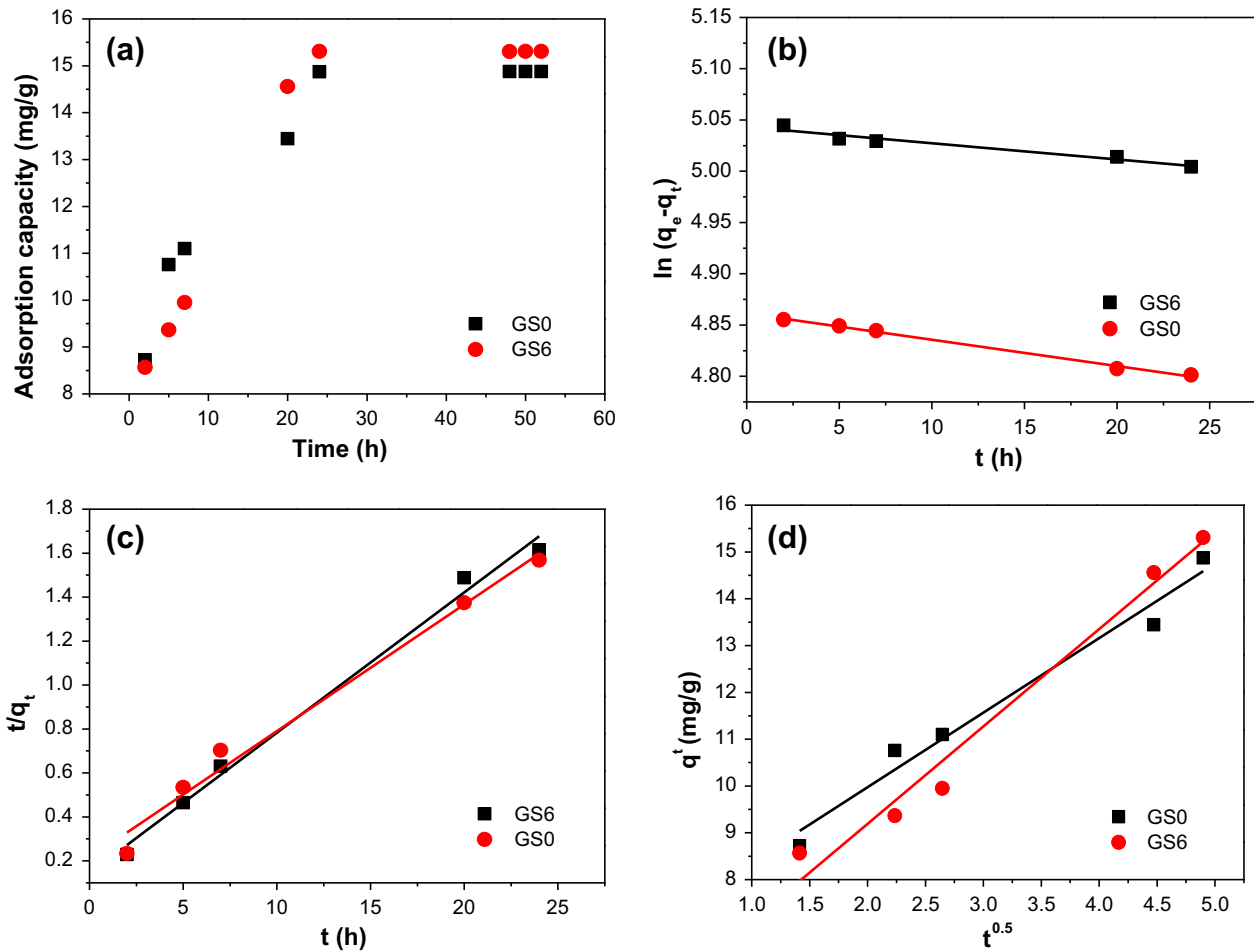 (a)
Adsorption capacity (mg/g)
16
15
14
13
12
11
10
9
8
GS0
GS6
0 10 20 30 40 50 60
Time (h)
(b)
ln (qe-qt)
5.15
5.10
5.05
5.00
4.95
4.90
4.85
4.80
GS6
GS0
0 5 10 15 20 25
t (h)
(c)
t/qt
1.8
1.6
1.4
1.2
1.0
0.8
0.6
0.4
0.2
GS6
GS0
0 5 10 15 20 25
t (h)
(d)
q^t (mg/g)
16
15
14
13
12
11
10
9
8
GS0
GS6
1.0 1.5 2.0 2.5 3.0 3.5 4.0 4.5 5.0
t^0.5